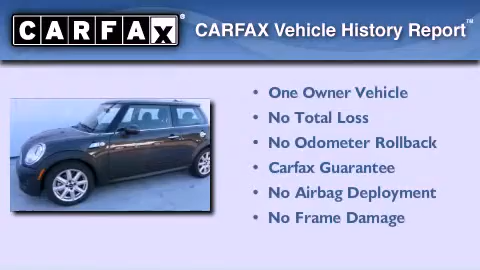 CARFAX®
CARFAX Vehicle History Report™
• One Owner Vehicle
• No Total Loss
• No Odometer Rollback
• Carfax Guarantee
• No Airbag Deployment
• No Frame Damage